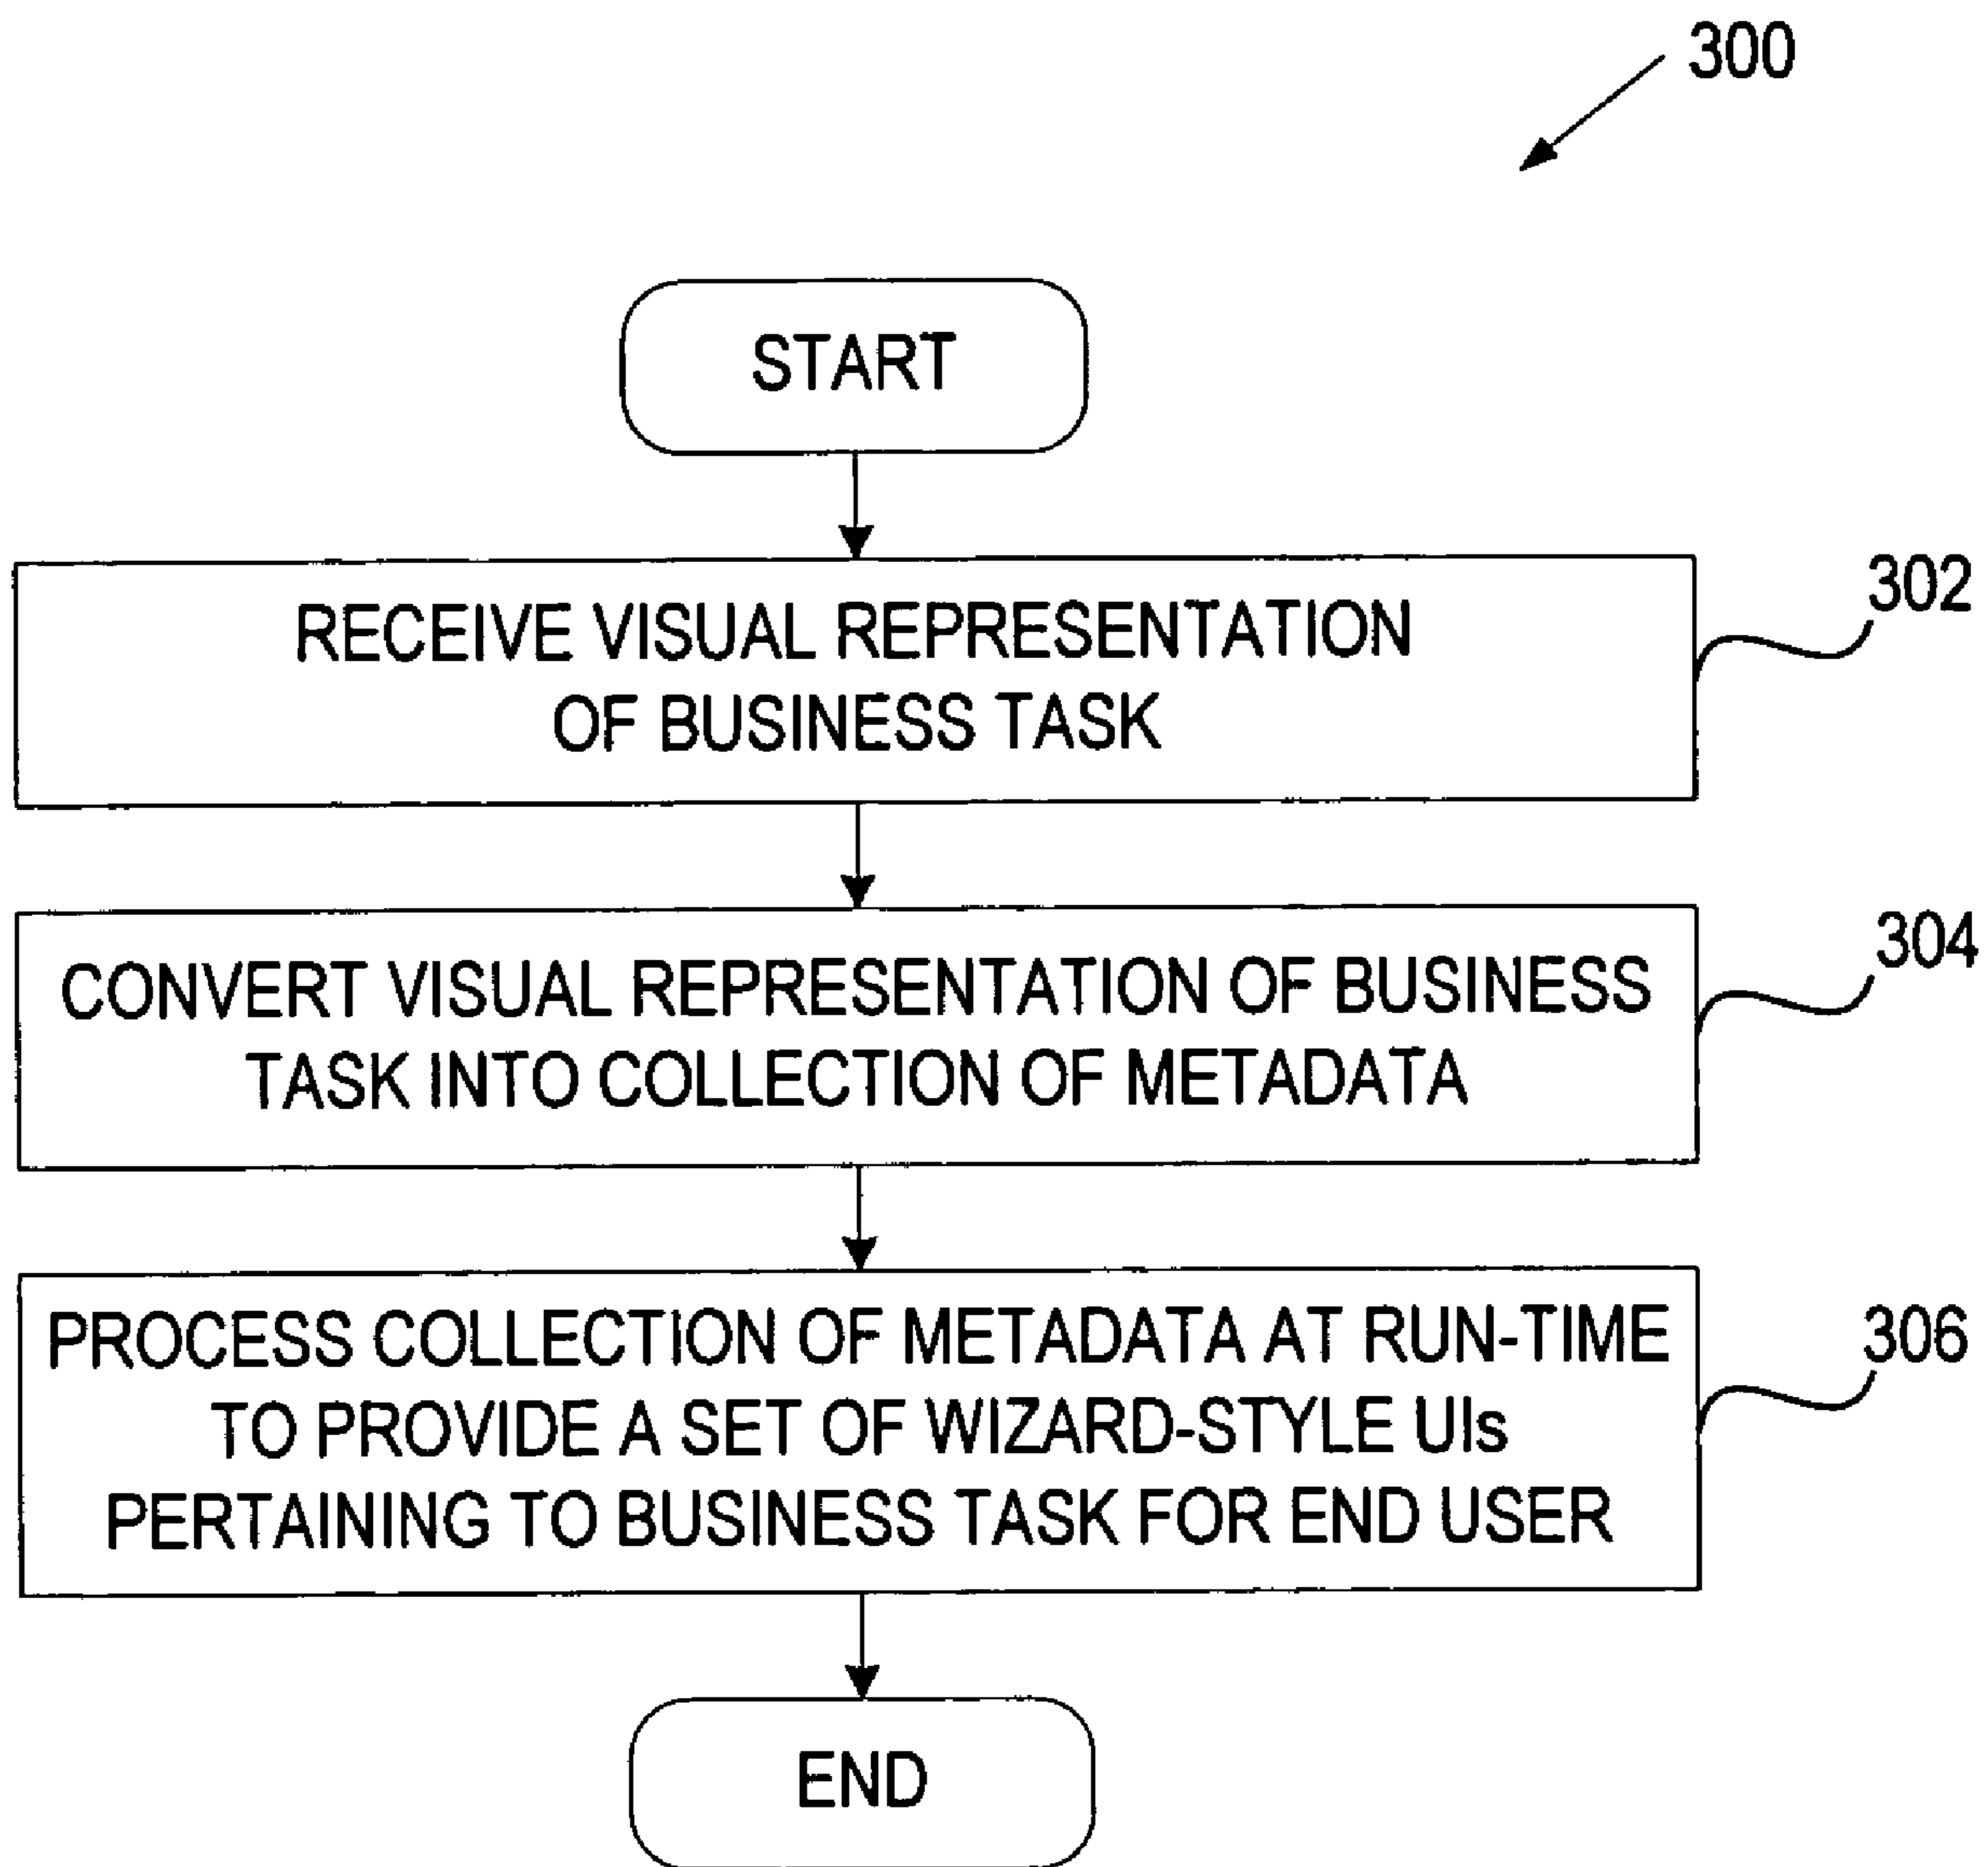 300
START
RECEIVE VISUAL REPRESENTATION
OF BUSINESS TASK
302
CONVERT VISUAL REPRESENTATION OF BUSINESS
TASK INTO COLLECTION OF METADATA
304
PROCESS COLLECTION OF METADATA AT RUN-TIME
TO PROVIDE A SET OF WIZARD-STYLE UIs
PERTAINING TO BUSINESS TASK FOR END USER
306
END